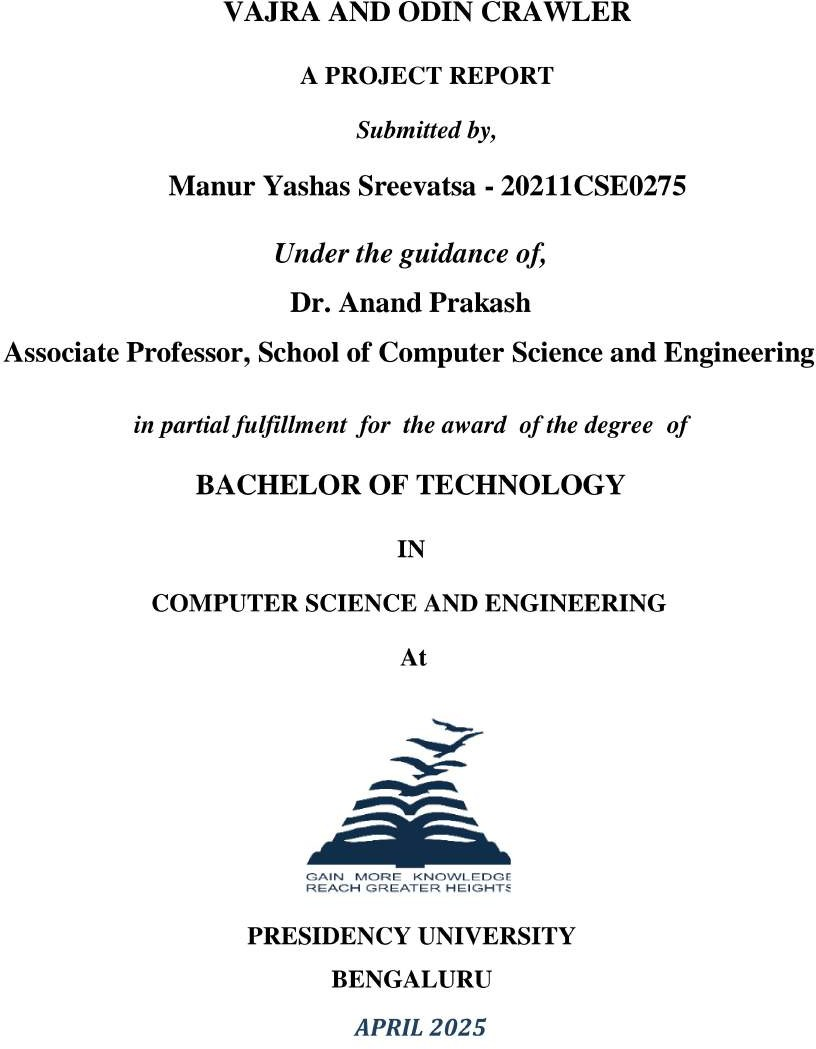 VAJRA AND ODIN CRAWLER
A PROJECT REPORT
Submitted by,
Manur Yashas Sreevatsa - 20211CSE0275
Under the guidance of,
Dr. Anand Prakash
Associate Professor, School of Computer Science and Engineering
in partial fulfillment for the award of the degree of
BACHELOR OF TECHNOLOGY
IN
COMPUTER SCIENCE AND ENGINEERING
At
GAIN MORE KNOWLEDGE
REACH GREATER HEIGHTS
PRESIDENCY UNIVERSITY
BENGALURU
APRIL 2025